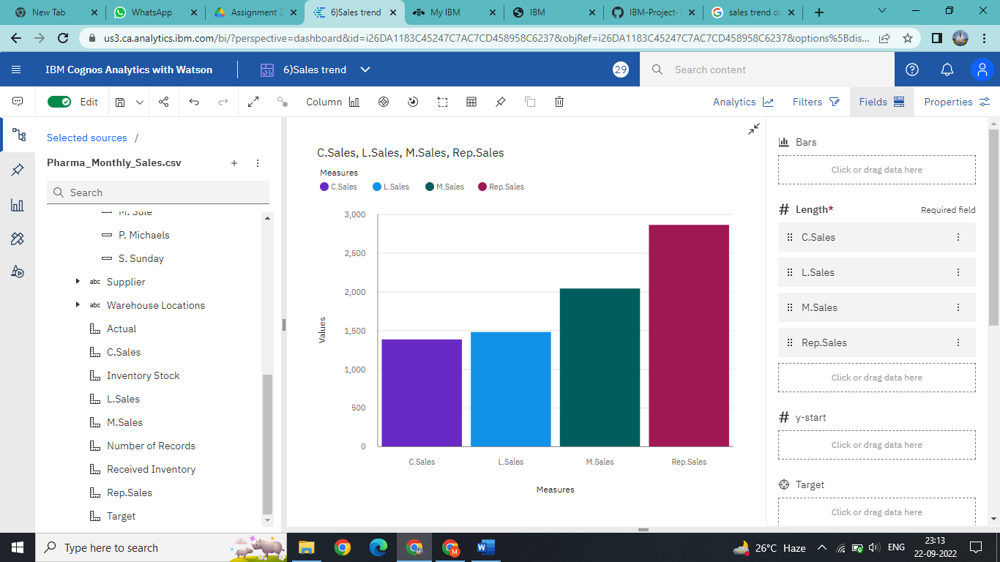 New Tab
WhatsApp
Assignment 2
6)Sales trend
My IBM
IBM
IBM-Project-1
sales trend da
us3.ca.analytics.ibm.com/bi/?perspective=dashboard&id=i26DA1183C45247C7AC7CD458958C6237&objRef=i26DA1183C45247C7AC7CD458958C6237&options%5Bdis...
IBM Cognos Analytics with Watson
6)Sales trend
29
Search content
Edit
Column
Analytics
Filters
Fields
Properties
Selected sources /
Pharma_Monthly_Sales.csv
Search
M. Sule
P. Michaels
S. Sunday
abc Supplier
abc Warehouse Locations
Actual
C.Sales
Inventory Stock
L.Sales
M.Sales
Number of Records
Received Inventory
Rep.Sales
Target
C.Sales, L.Sales, M.Sales, Rep.Sales
Measures
C.Sales L.Sales M.Sales Rep.Sales
3,000
2,500
2,000
1,500
1,000
500
0
Values
C.Sales L.Sales M.Sales Rep.Sales
Measures
Bars
Click or drag data here
# Length* Required field
C.Sales
L.Sales
M.Sales
Rep.Sales
Click or drag data here
# y-start
Click or drag data here
Target
Click or drag data here
Type here to search
26°C Haze
ENG
23:13
22-09-2022